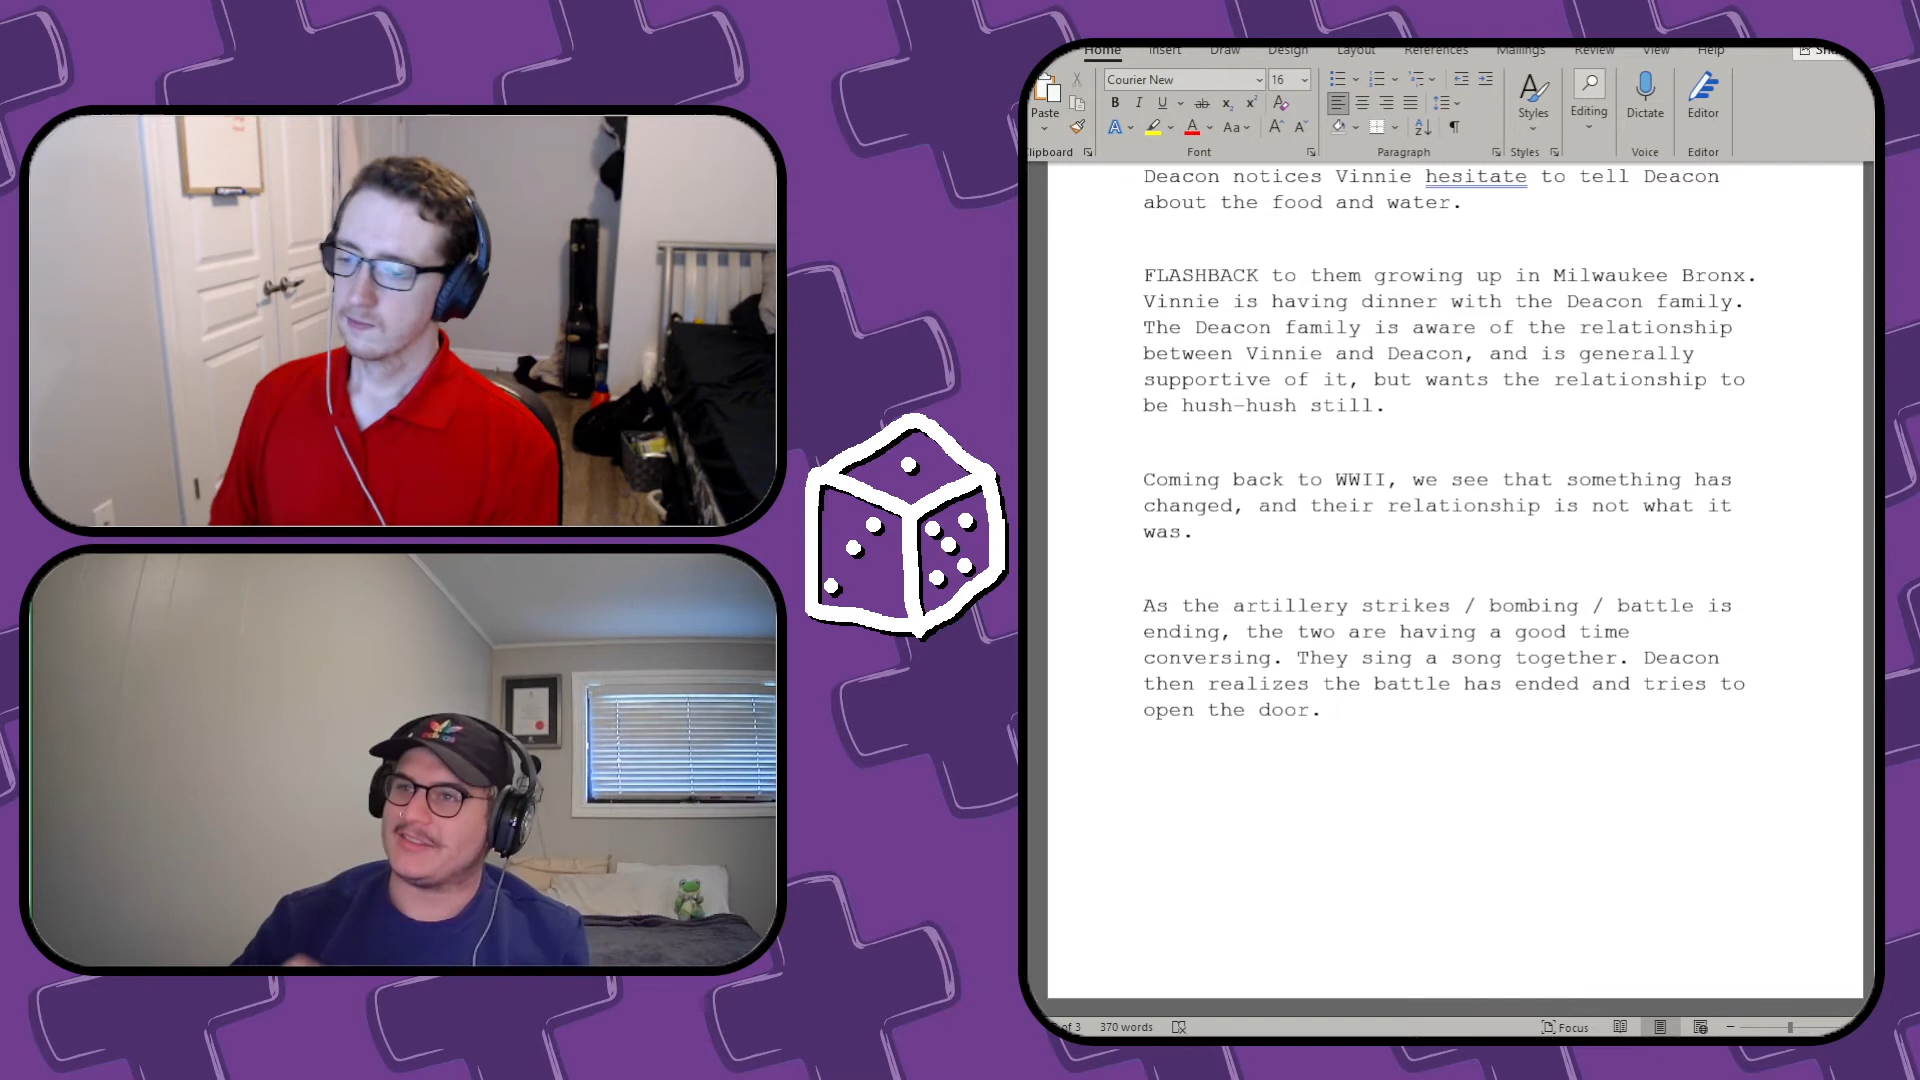 Home Insert Draw Design Layout References Mailings Review View Help
Courier New 16
Paste
Styles Editing Dictate Editor
Clipboard Font Paragraph Styles Voice Editor
Deacon notices Vinnie hesitate to tell Deacon
about the food and water.
FLASHBACK to them growing up in Milwaukee Bronx.
Vinnie is having dinner with the Deacon family.
The Deacon family is aware of the relationship
between Vinnie and Deacon, and is generally
supportive of it, but wants the relationship to
be hush-hush still.
Coming back to WWII, we see that something has
changed, and their relationship is not what it
was.
As the artillery strikes / bombing / battle is
ending, the two are having a good time
conversing. They sing a song together. Deacon
then realizes the battle has ended and tries to
open the door.
of 3 370 words Focus